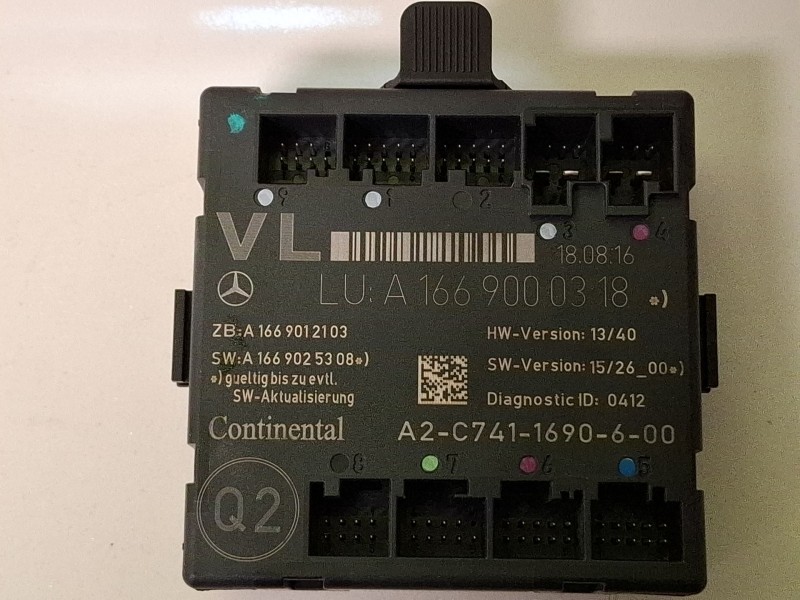 9 1 2 3 4
VL
18.08.16
LU: A 166 900 03 18 *)
ZB: A 166 901 21 03
HW-Version: 13/40
SW: A 166 902 53 08*)
SW-Version: 15/26_00*)
*) gueltig bis zu evtl.
SW-Aktualisierung
Diagnostic ID: 0412
Continental
A2-C741-1690-6-00
8 7 6 5
Q2